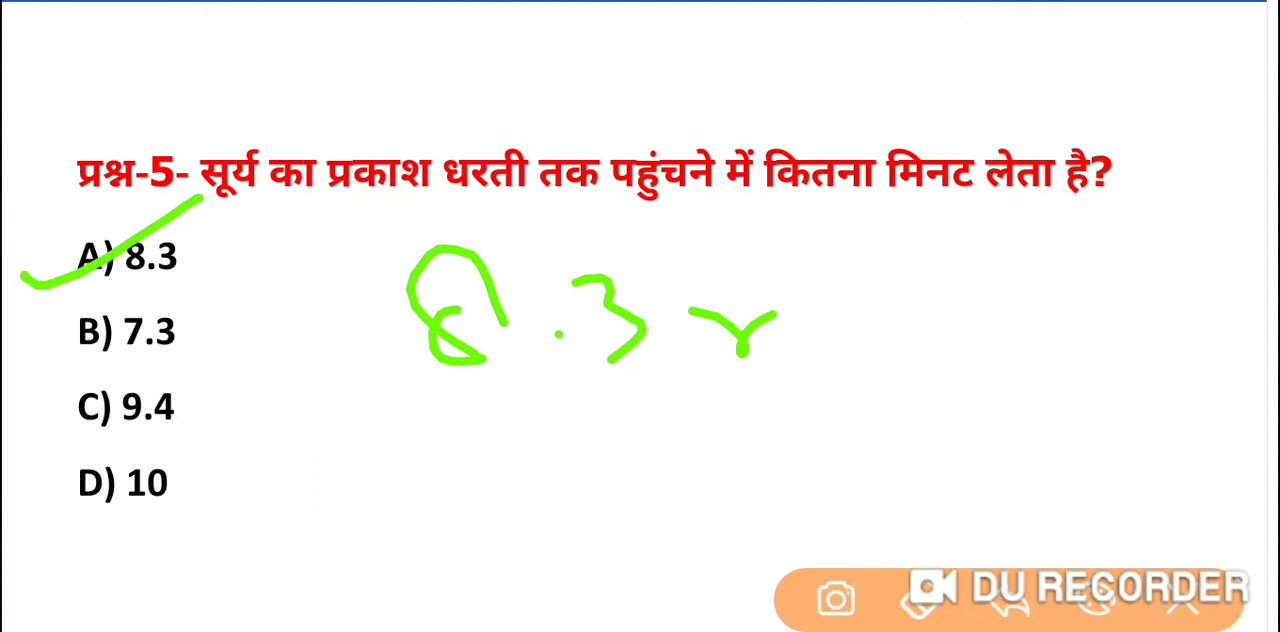 प्रश्न-5- सूर्य का प्रकाश धरती तक पहुंचने में कितना मिनट लेता है?
A) 8.3
8.3
B) 7.3
C) 9.4
D) 10
DU RECORDER